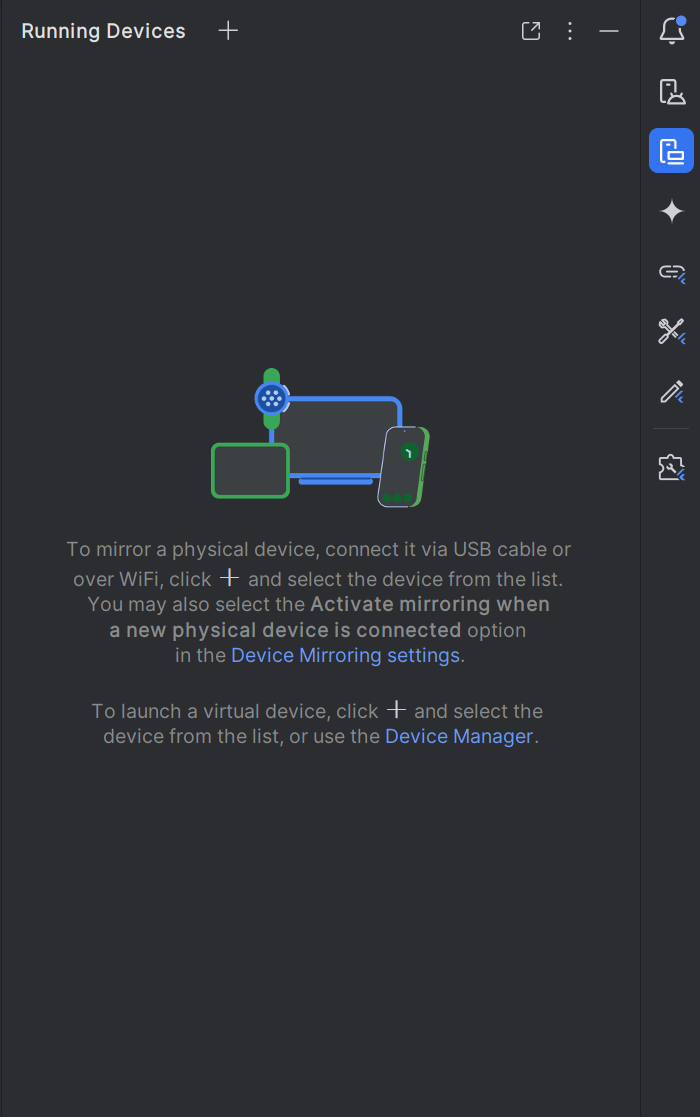 Running Devices
To mirror a physical device, connect it via USB cable or
over WiFi, click + and select the device from the list.
You may also select the Activate mirroring when
a new physical device is connected option
in the Device Mirroring settings.
To launch a virtual device, click + and select the
device from the list, or use the Device Manager.